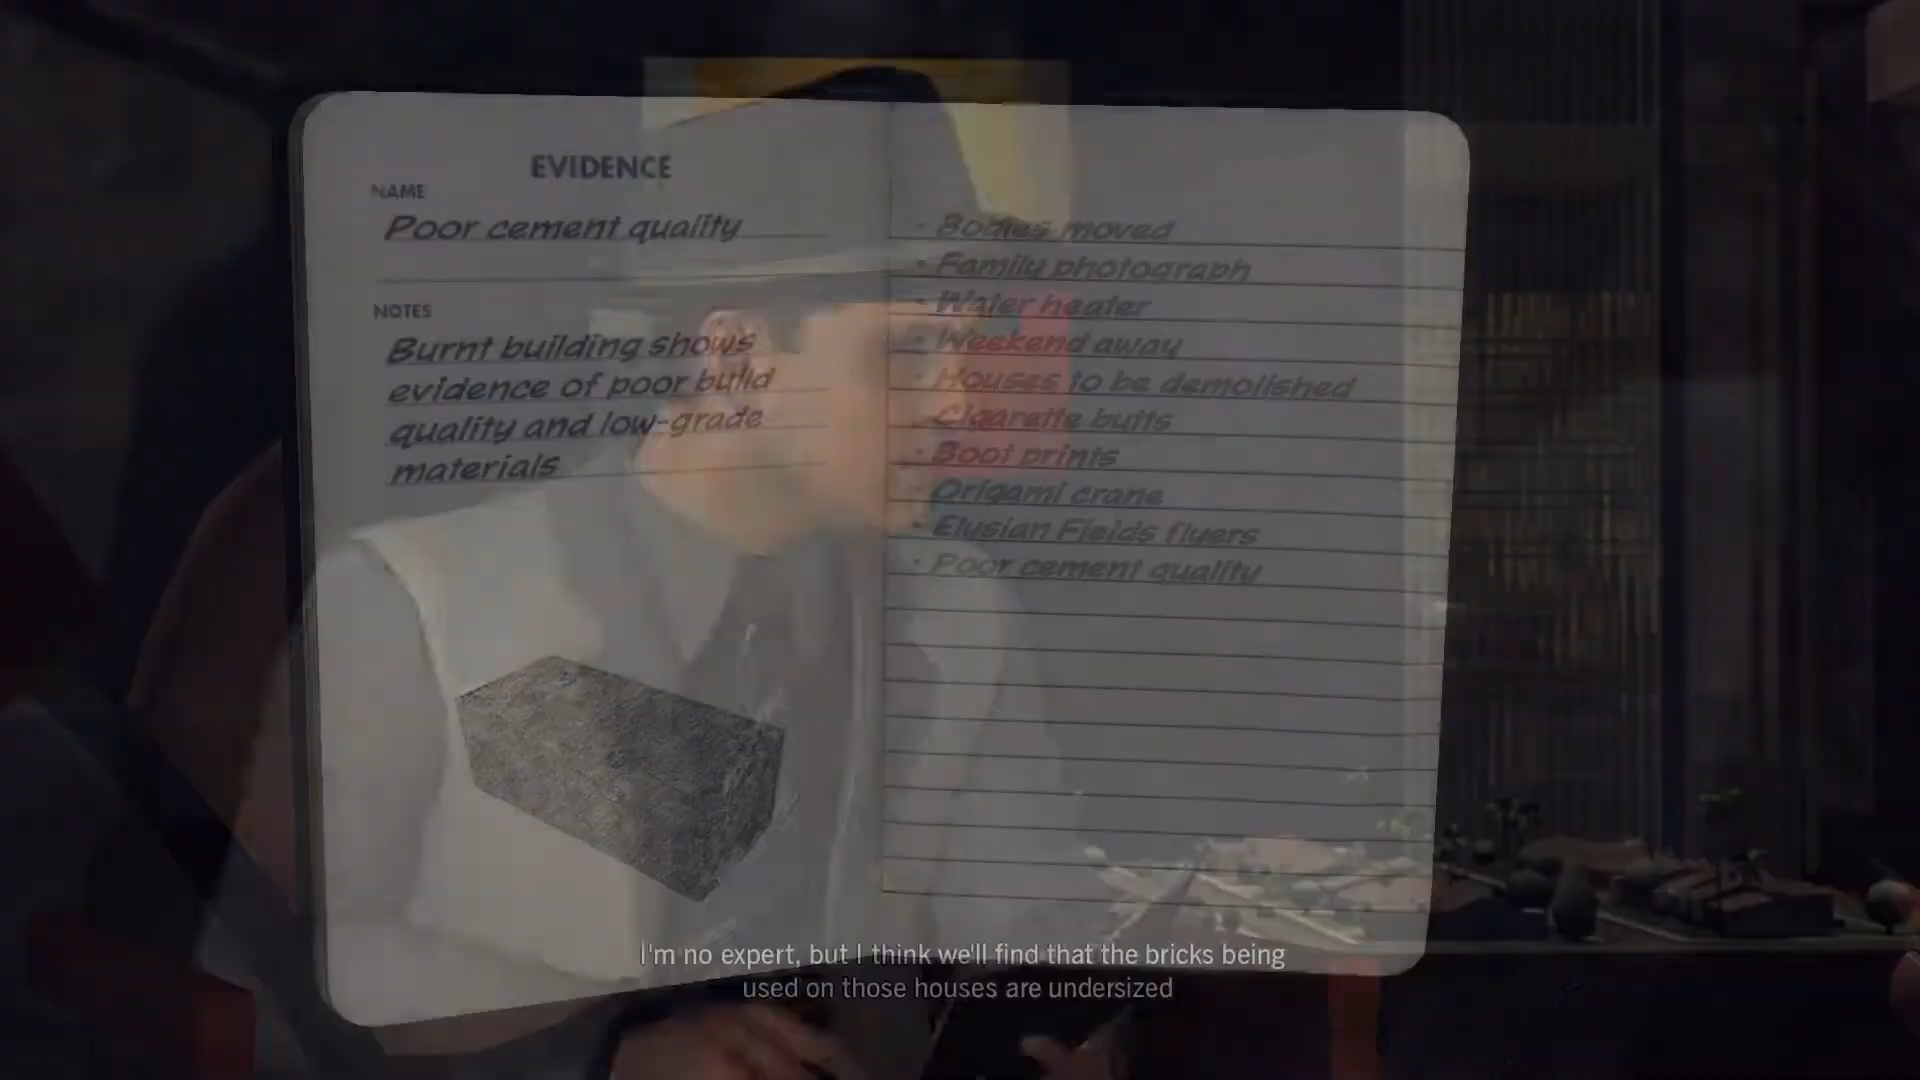 EVIDENCE
NAME
Poor cement quality
NOTES
Burnt building shows
evidence of poor build
quality and low-grade
materials
• Bodies moved
• Family photograph
• Water heater
• Weekend away
• Houses to be demolished
• Cigarette butts
• Boot prints
• Origami crane
• Elysian Fields flyers
• Poor cement quality
I'm no expert, but I think we'll find that the bricks being
used on those houses are undersized